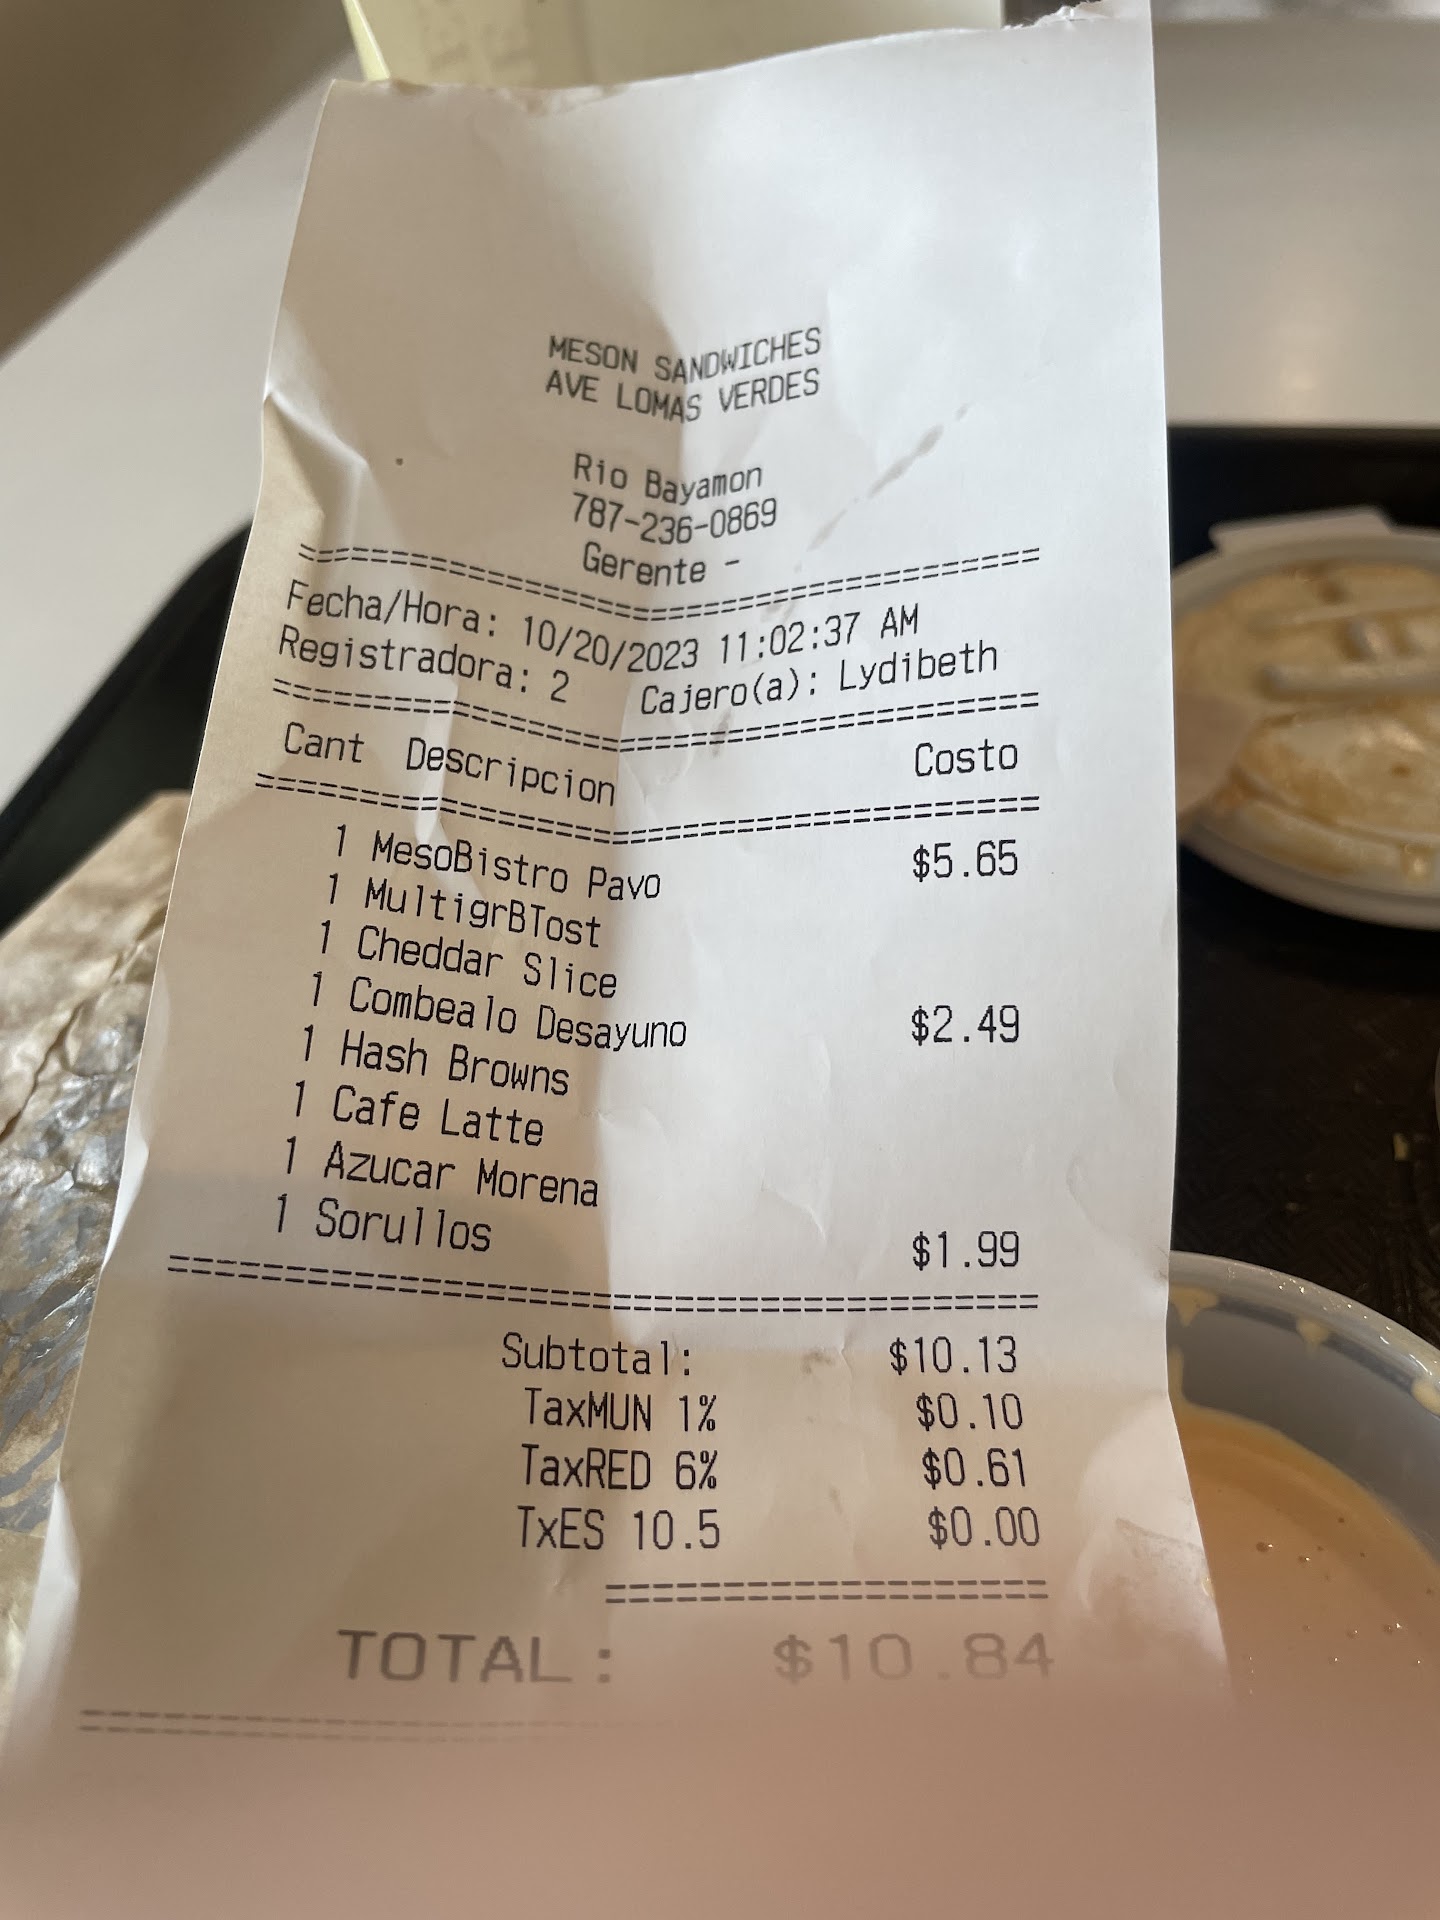 MESON SANDWICHES
AVE LOMAS VERDES
Rio Bayamon
787-236-0869
Gerente -
========================================
Fecha/Hora: 10/20/2023 11:02:37 AM
Registradora: 2 Cajero(a): Lydibeth
========================================
Cant Descripcion Costo
========================================
1 MesoBistro Pavo $5.65
1 MultigrBTost
1 Cheddar Slice
1 Combealo Desayuno $2.49
1 Hash Browns
1 Cafe Latte
1 Azucar Morena
1 Sorullos $1.99
========================================
Subtotal: $10.13
TaxMUN 1% $0.10
TaxRED 6% $0.61
TxES 10.5 $0.00
====================
TOTAL: $10.84
========================================